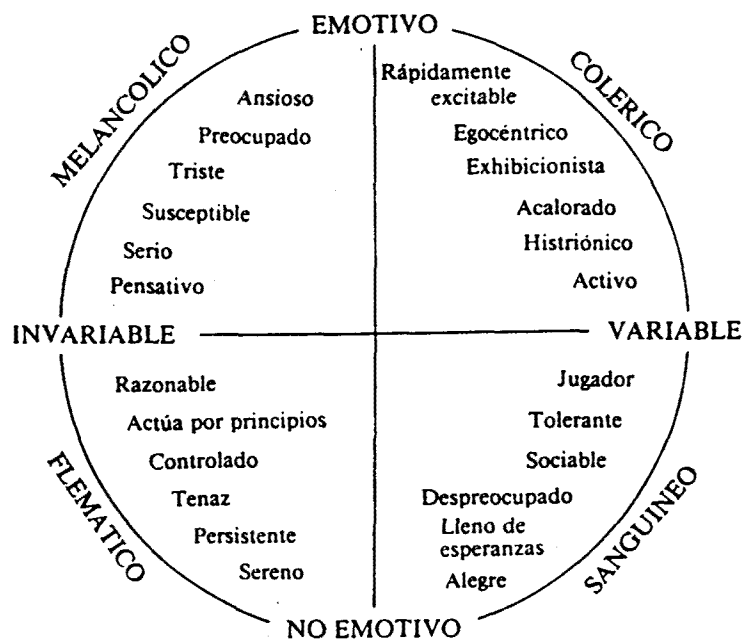 EMOTIVO
MELANCOLICO
COLERICO
Ansioso
Preocupado
Triste
Susceptible
Serio
Pensativo
Rápidamente
excitable
Egocéntrico
Exhibicionista
Acalorado
Histriónico
Activo
INVARIABLE
VARIABLE
Razonable
Actúa por principios
Controlado
Tenaz
Persistente
Sereno
Jugador
Tolerante
Sociable
Despreocupado
Lleno de
esperanzas
Alegre
FLEMATICO
SANGUINEO
NO EMOTIVO